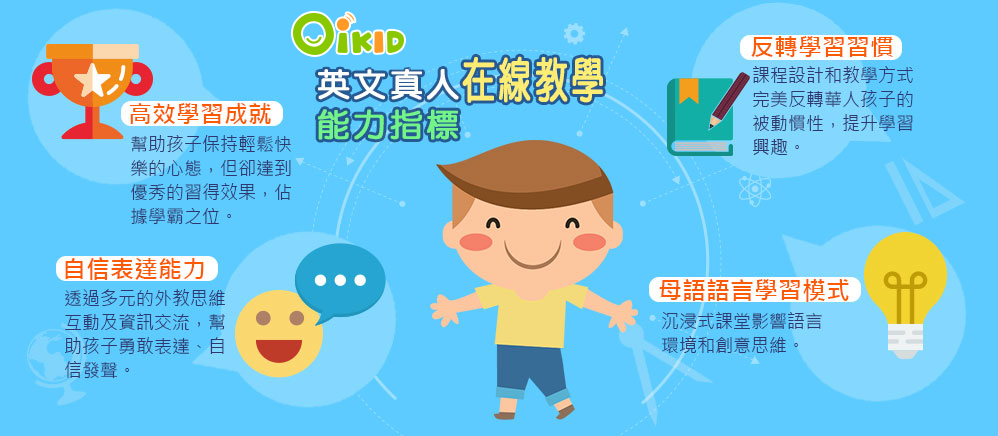 OiKID
英文真人在線教學
能力指標
高效學習成就
幫助孩子保持輕鬆快
樂的心態，但卻達到
優秀的習得效果，佔
據學霸之位。
反轉學習習慣
課程設計和教學方式
完美反轉華人孩子的
被動慣性，提升學習
興趣。
自信表達能力
透過多元的外教思維
互動及資訊交流，幫
助孩子勇敢表達、自
信發聲。
母語語言學習模式
沉浸式課堂影響語言
環境和創意思維。